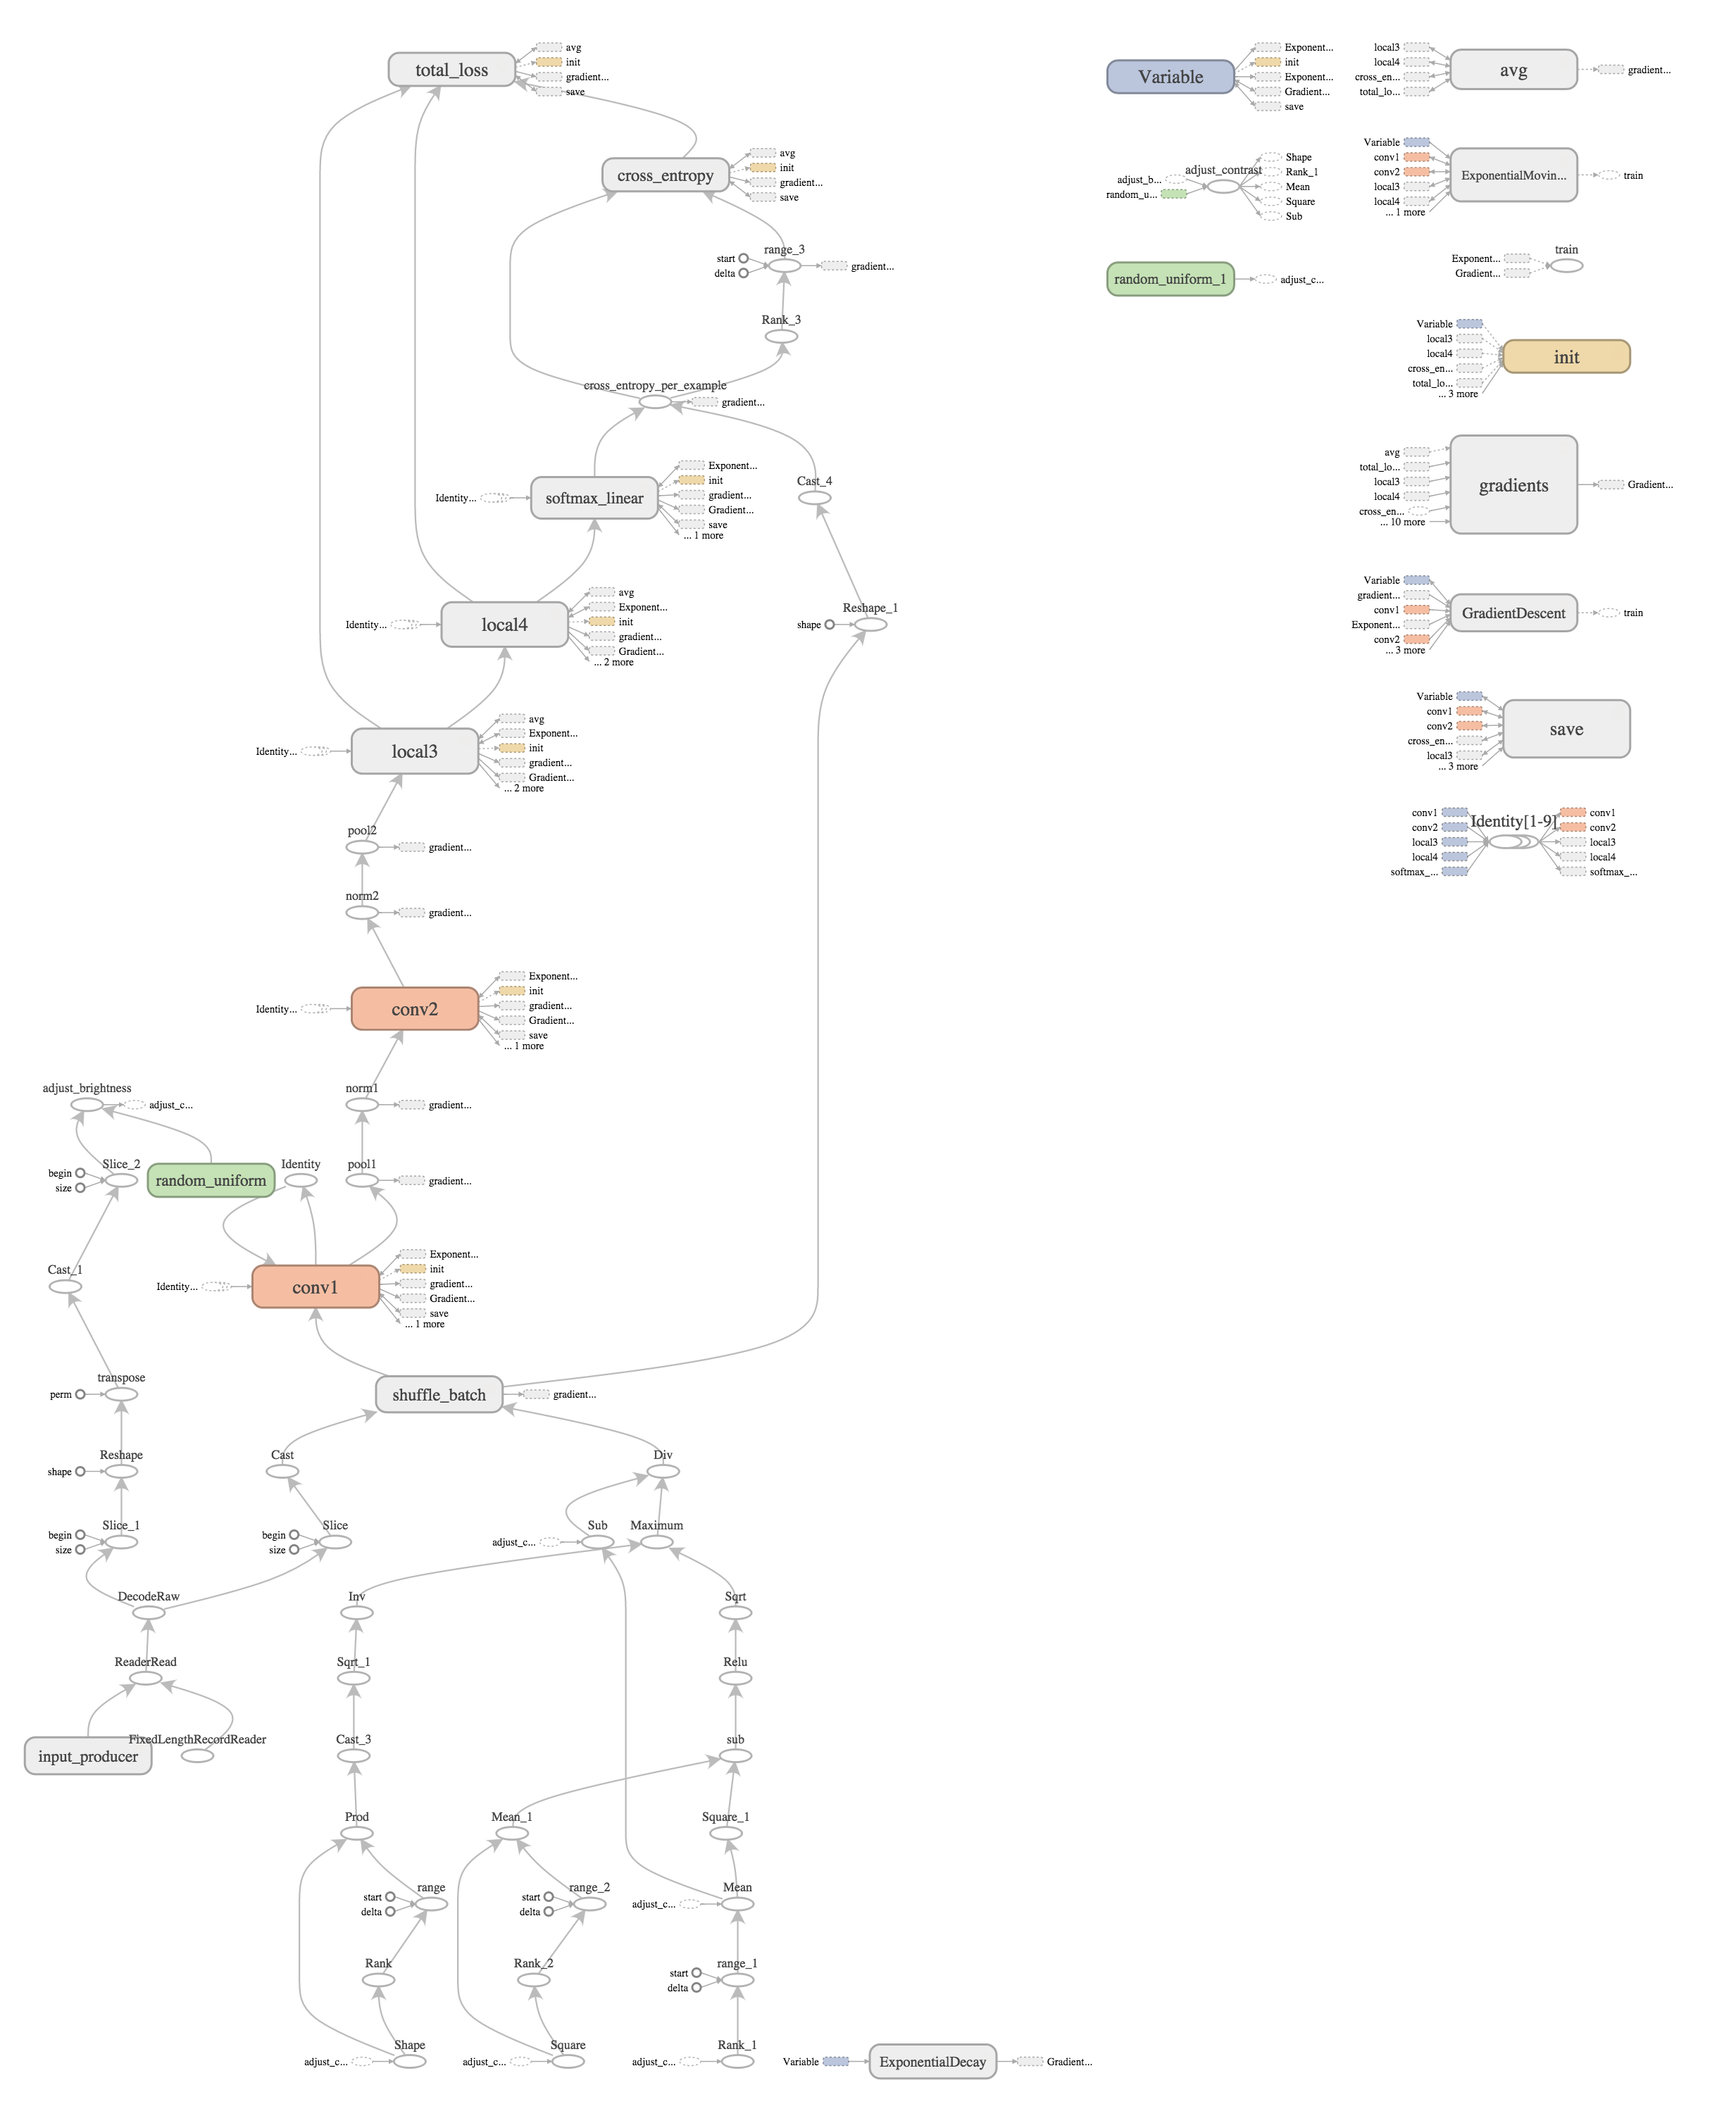 total_loss
avg
init
gradient...
save
cross_entropy
avg
init
gradient...
save
range_3
start
delta
gradient...
Rank_3
cross_entropy_per_example
gradient...
softmax_linear
Identity...
Exponent...
init
gradient...
Gradient...
save
... 1 more
Cast_4
local4
Identity...
avg
Exponent...
init
gradient...
Gradient...
... 2 more
Reshape_1
shape
local3
Identity...
avg
Exponent...
init
gradient...
Gradient...
... 2 more
pool2
gradient...
norm2
gradient...
conv2
Identity...
Exponent...
init
gradient...
Gradient...
save
... 1 more
adjust_brightness
adjust_c...
norm1
gradient...
Slice_2
begin
size
random_uniform
Identity
pool1
gradient...
Cast_1
conv1
Identity...
Exponent...
init
gradient...
Gradient...
save
... 1 more
transpose
perm
shuffle_batch
gradient...
Reshape
shape
Cast
Div
Slice_1
begin
size
Slice
begin
size
Sub
adjust_c...
Maximum
DecodeRaw
Inv
Sqrt
ReaderRead
Sqrt_1
Relu
input_producer
FixedLengthRecordReader
Cast_3
sub
Prod
Mean_1
Square_1
range
start
delta
range_2
start
delta
Mean
adjust_c...
Rank
Rank_2
range_1
start
delta
Shape
adjust_c...
Square
adjust_c...
Rank_1
adjust_c...
Variable
ExponentialDecay
Gradient...
Variable
Exponent...
init
Exponent...
Gradient...
save
adjust_contrast
adjust_b...
random_u...
Shape
Rank_1
Mean
Square
Sub
random_uniform_1
adjust_c...
local3
local4
cross_en...
total_lo...
avg
gradient...
Variable
conv1
conv2
local3
local4
... 1 more
ExponentialMovin...
train
train
Exponent...
Gradient...
Variable
local3
local4
cross_en...
total_lo...
... 3 more
init
avg
total_lo...
local3
local4
cross_en...
... 10 more
gradients
Gradient...
Variable
gradient...
conv1
Exponent...
conv2
... 3 more
GradientDescent
train
Variable
conv1
conv2
cross_en...
local3
... 3 more
save
Identity[1-9]
conv1
conv2
local3
local4
softmax_...
conv1
conv2
local3
local4
softmax_...